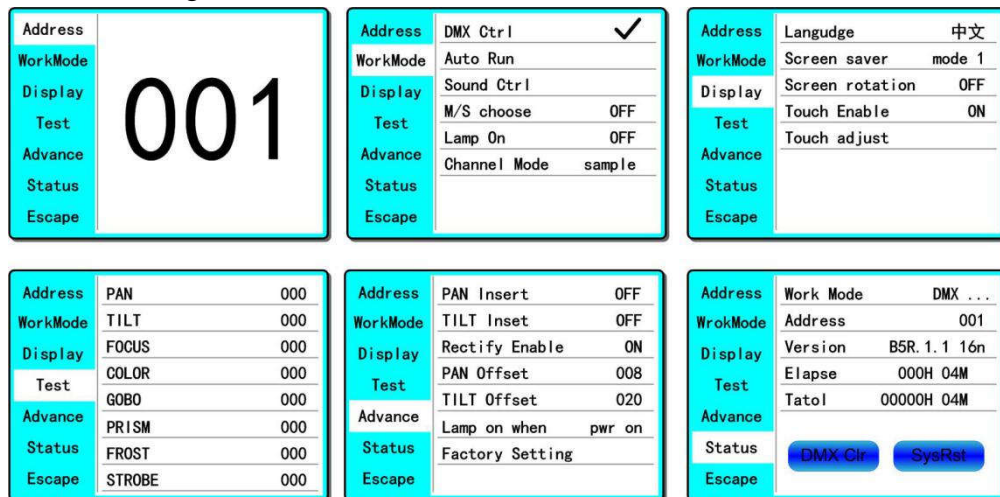 Address
WorkMode
Display
Test
Advance
Status
Escape
001
Address
WorkMode
Display
Test
Advance
Status
Escape
DMX Ctrl
Auto Run
Sound Ctrl
M/S choose OFF
Lamp On OFF
Channel Mode sample
Address
WorkMode
Display
Test
Advance
Status
Escape
Langudge 中文
Screen saver mode 1
Screen rotation OFF
Touch Enable ON
Touch adjust
Address
WorkMode
Display
Test
Advance
Status
Escape
PAN 000
TILT 000
FOCUS 000
COLOR 000
GOBO 000
PRISM 000
FROST 000
STROBE 000
Address
WorkMode
Display
Test
Advance
Status
Escape
PAN Insert OFF
TILT Inset OFF
Rectify Enable ON
PAN Offset 008
TILT Offset 020
Lamp on when pwr on
Factory Setting
Address
WrokMode
Display
Test
Advance
Status
Escape
Work Mode DMX ...
Address 001
Version B5R.1.1 16n
Elapse 000H 04M
Tatol 00000H 04M
DMX Clr SysRst